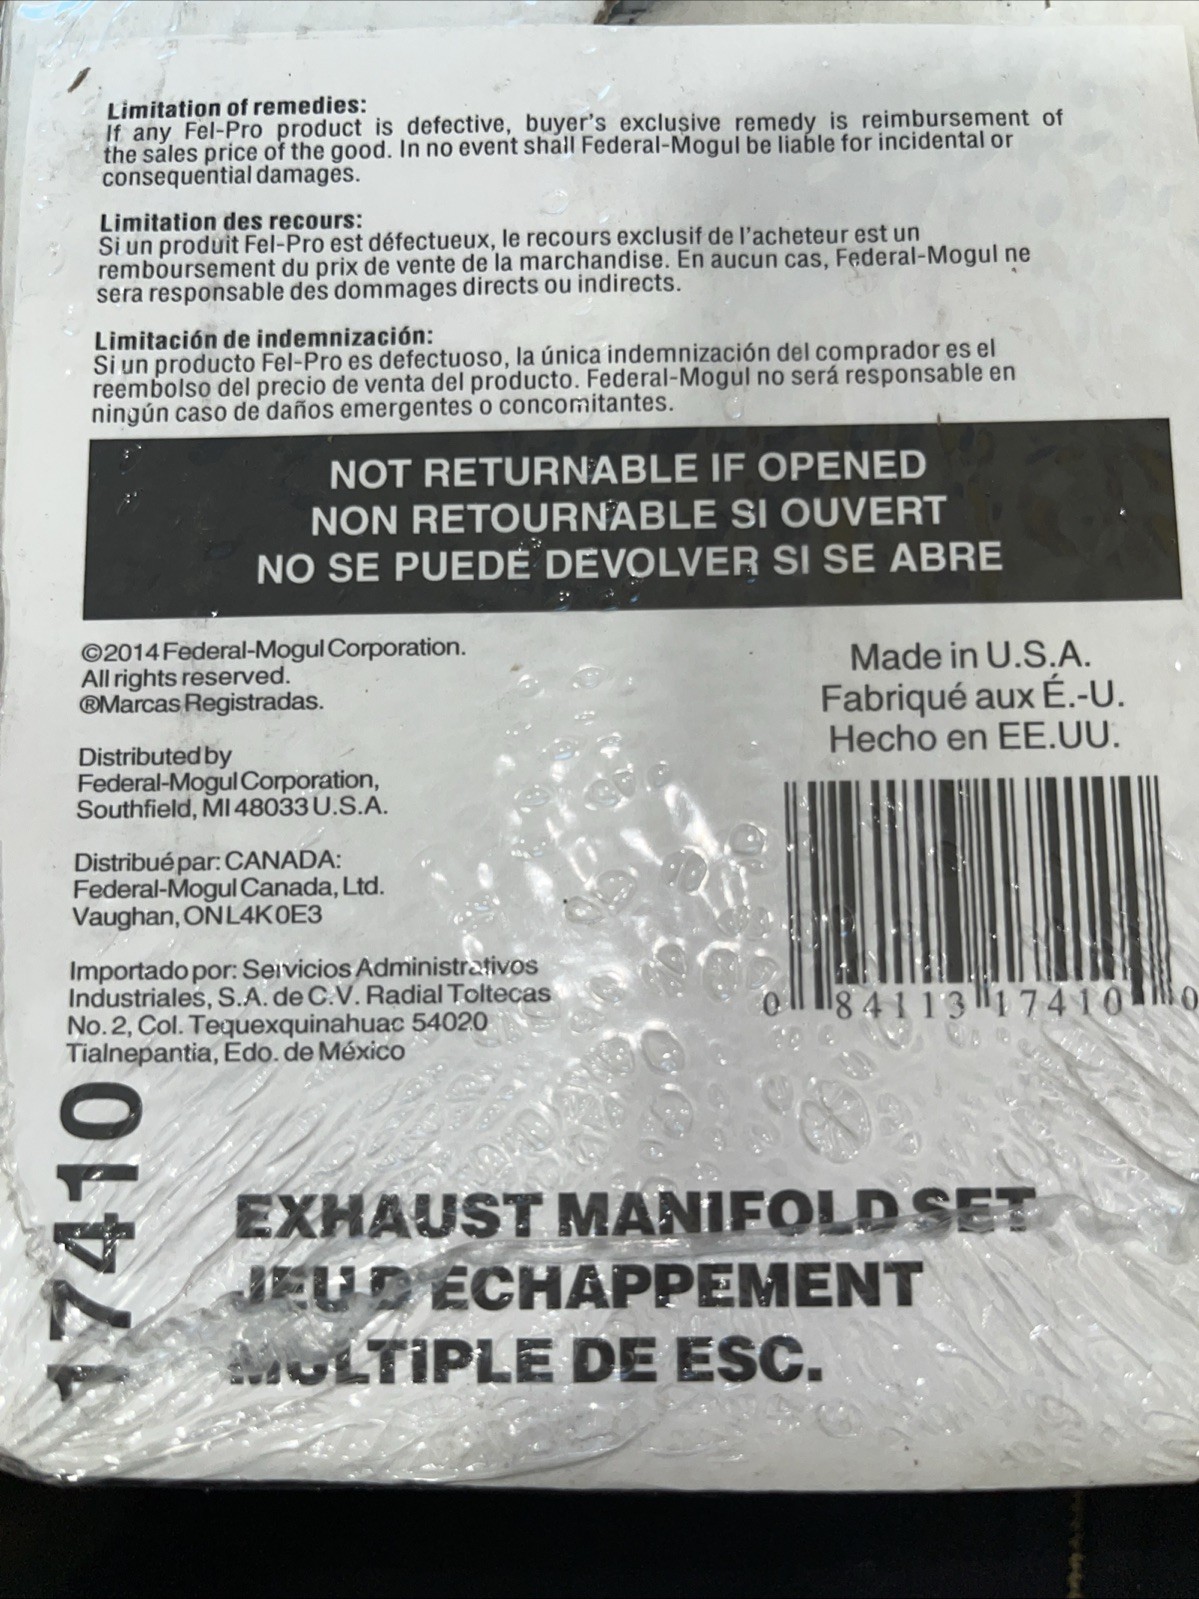 Limitation of remedies:
If any Fel-Pro product is defective, buyer's exclusive remedy is reimbursement of
the sales price of the good. In no event shall Federal-Mogul be liable for incidental or
consequential damages.
Limitation des recours:
Si un produit Fel-Pro est défectueux, le recours exclusif de l'acheteur est un
remboursement du prix de vente de la marchandise. En aucun cas, Federal-Mogul ne
sera responsable des dommages directs ou indirects.
Limitación de indemnización:
Si un producto Fel-Pro es defectuoso, la única indemnización del comprador es el
reembolso del precio de venta del producto. Federal-Mogul no será responsable en
ningún caso de daños emergentes o concomitantes.
NOT RETURNABLE IF OPENED
NON RETOURNABLE SI OUVERT
NO SE PUEDE DEVOLVER SI SE ABRE
©2014 Federal-Mogul Corporation.
All rights reserved.
®Marcas Registradas.
Distributed by
Federal-Mogul Corporation,
Southfield, MI 48033 U.S.A.
Distribué par: CANADA:
Federal-Mogul Canada, Ltd.
Vaughan, ON L4K 0E3
Importado por: Servicios Administrativos
Industriales, S.A. de C.V. Radial Toltecas
No. 2, Col. Tequexquinahuac 54020
Tialnepantia, Edo. de México
Made in U.S.A.
Fabriqué aux É.-U.
Hecho en EE.UU.
0 84113 17410 0
17410
EXHAUST MANIFOLD SET
JEU D ECHAPPEMENT
MULTIPLE DE ESC.